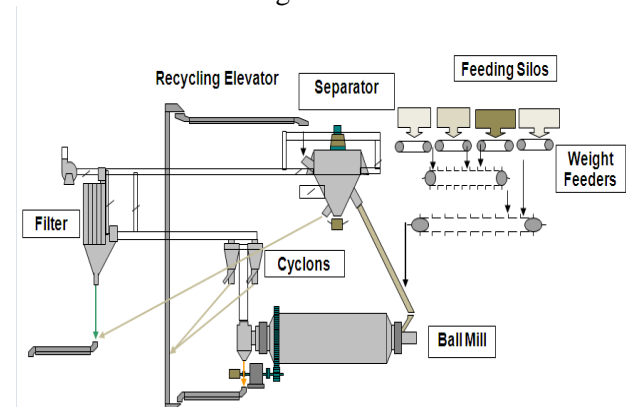 Recycling Elevator
Separator
Feeding Silos
Weight
Feeders
Filter
Cyclons
Ball Mill